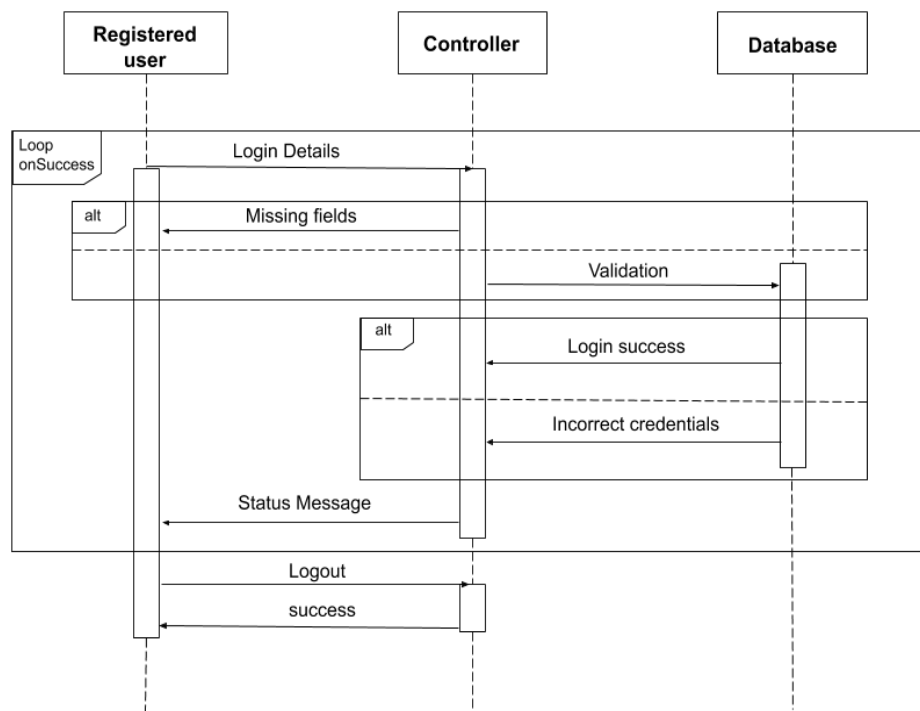 Registered
user
Controller
Database
Loop
onSuccess
Login Details
alt
Missing fields
Validation
alt
Login success
Incorrect credentials
Status Message
Logout
success